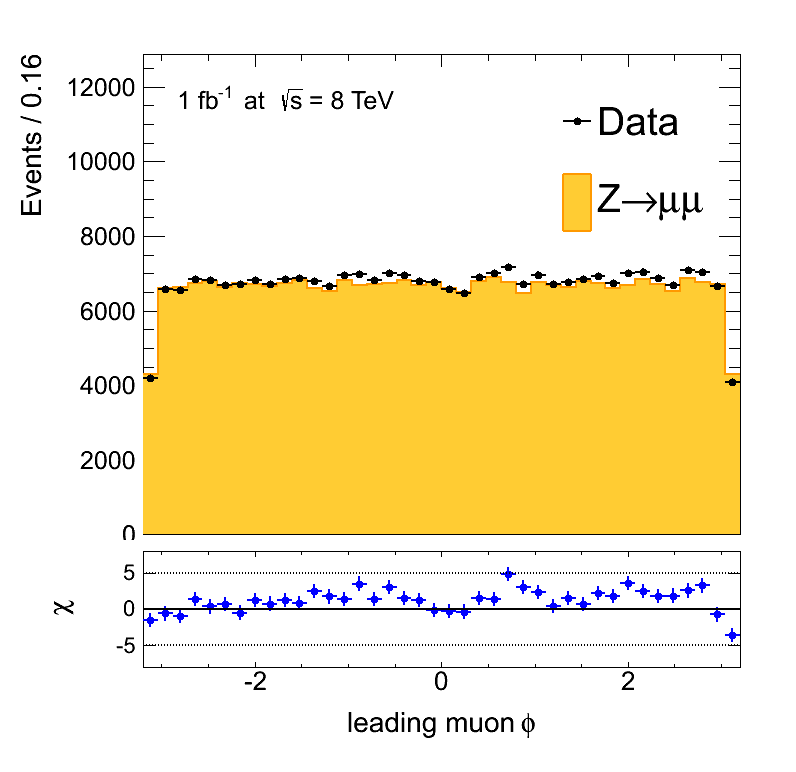 Events / 0.16
12000
10000
8000
6000
4000
2000
0
1 fb-1 at √s = 8 TeV
Data
Z→μμ
χ
5
0
-5
-2 0 2
leading muon ϕ